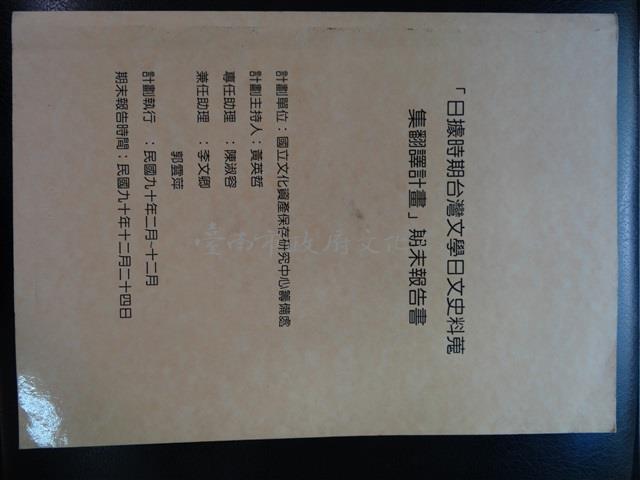 「日據時期台灣文學日文史料蒐
集翻譯計畫」期末報告書
計劃單位：國立文化資產保存研究中心籌備處
計劃主持人：黃英哲
專任助理　：陳淑容
兼任助理　：李文卿
郭雲萍
計劃執行　：民國九十年二月~十二月
期末報告時間：民國九十年十二月二十四日
臺南市政府文化